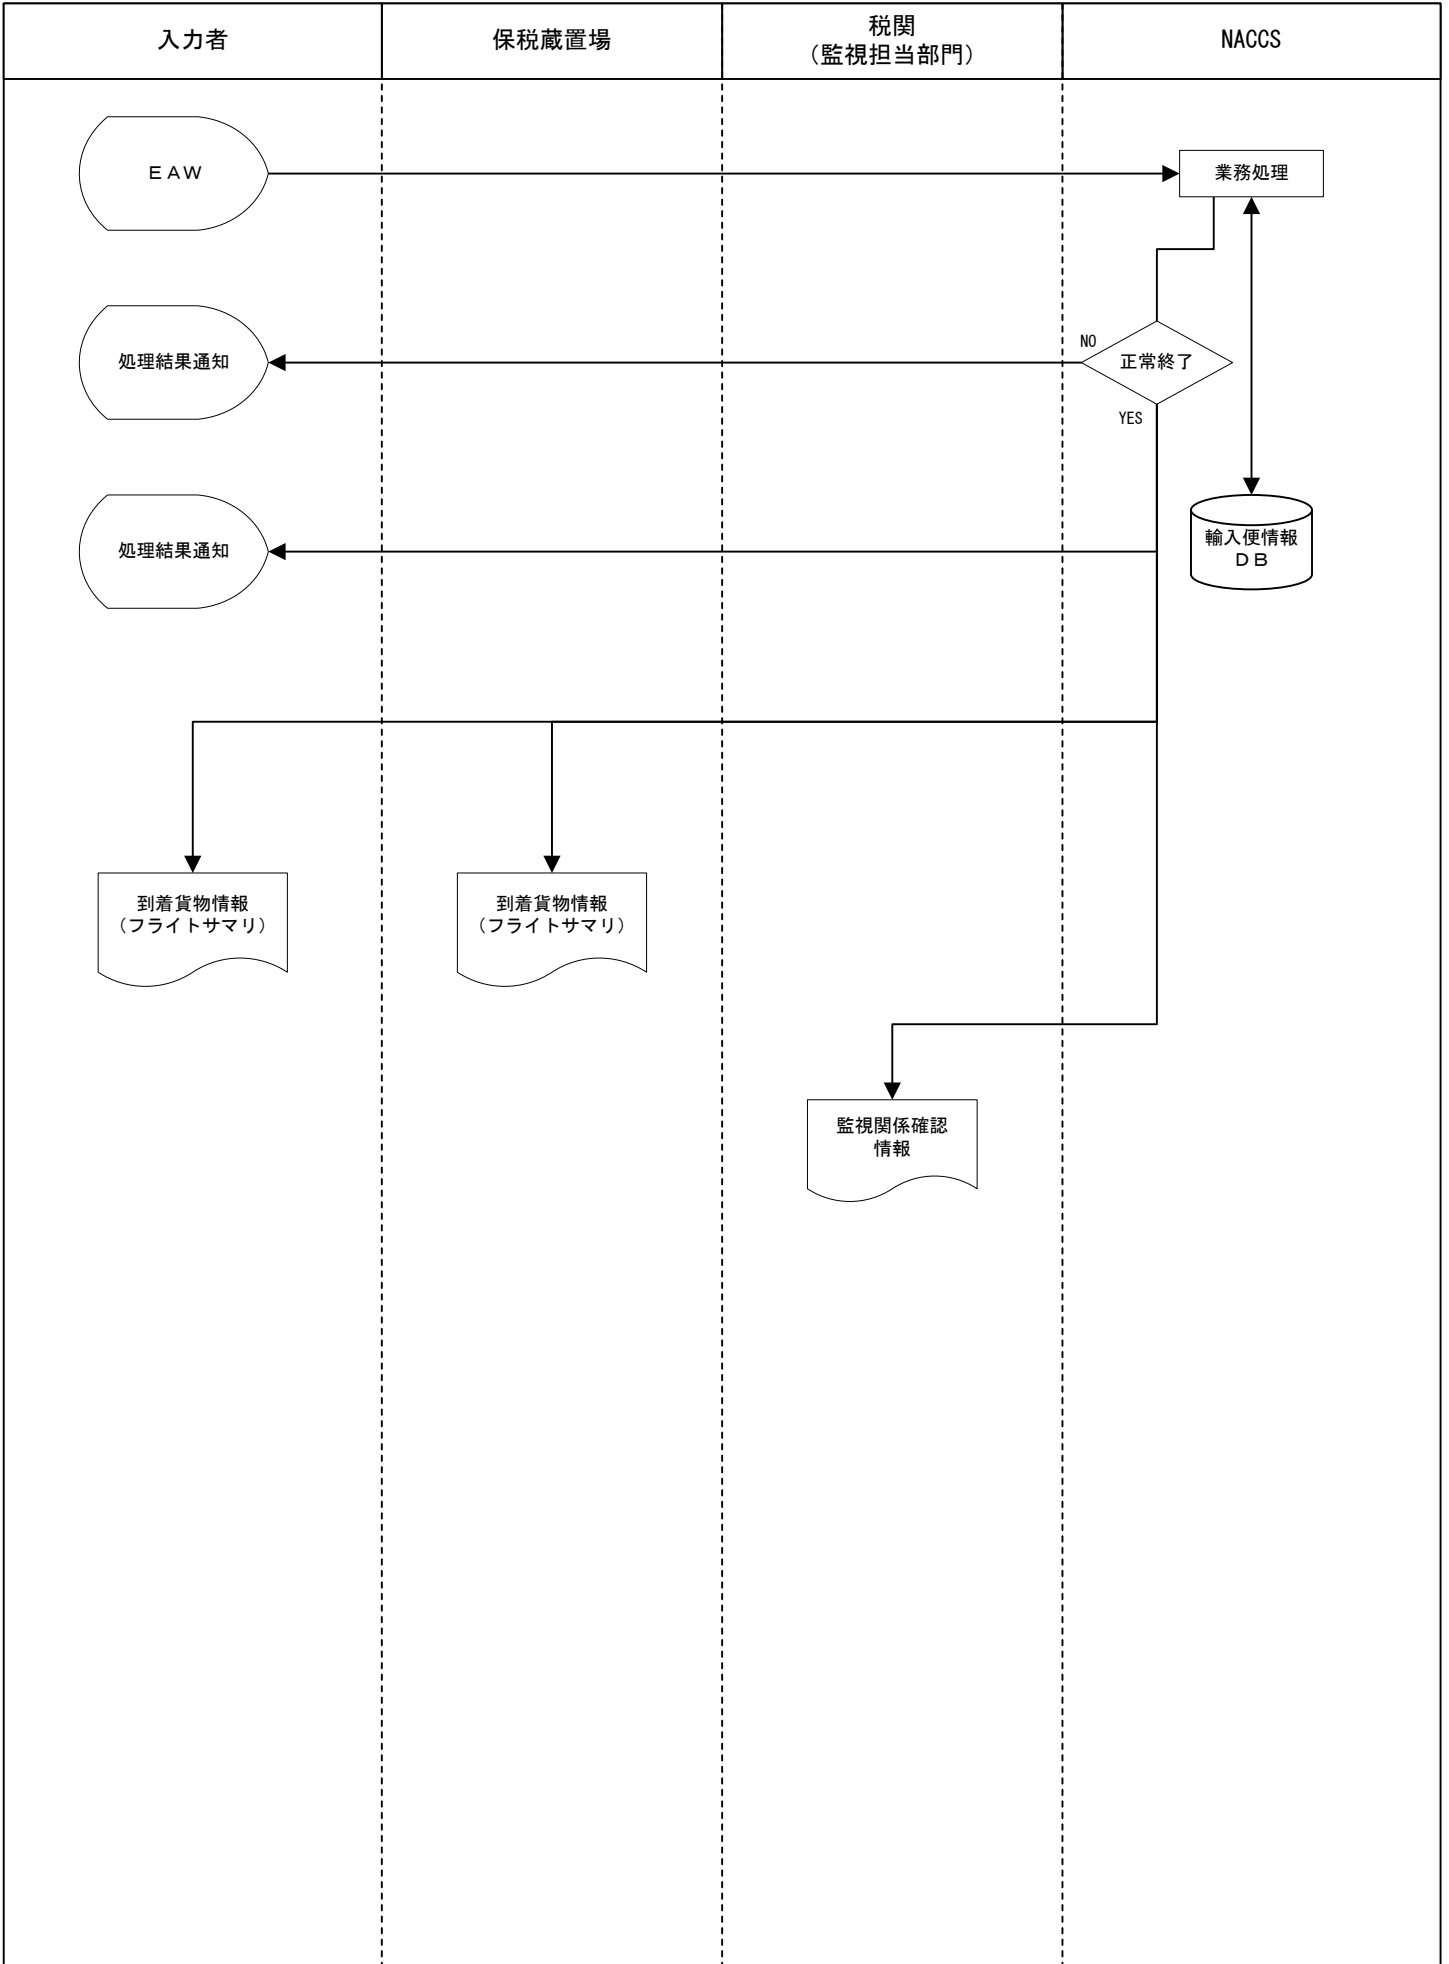 入力者
保税蔵置場
税関
（監視担当部門）
NACCS
ＥＡＷ
業務処理
処理結果通知
NO
正常終了
YES
処理結果通知
輸入便情報
ＤＢ
到着貨物情報
（フライトサマリ）
到着貨物情報
（フライトサマリ）
監視関係確認
情報